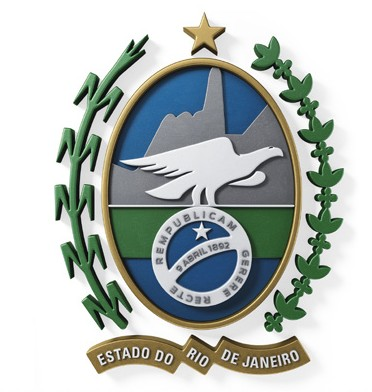 RECTE REMPUBLICAM GERERE
9 ABRIL 1892
ESTADO DO RIO DE JANEIRO